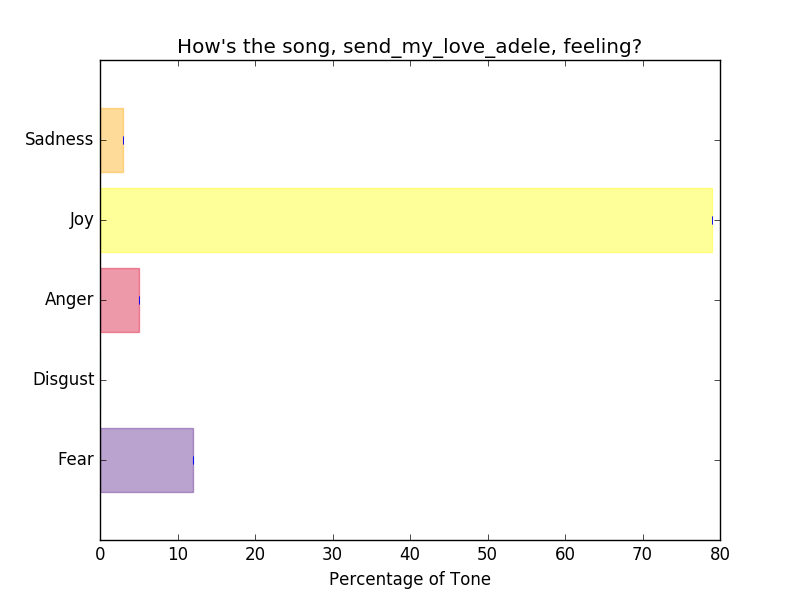 How's the song, send_my_love_adele, feeling?
Sadness
Joy
Anger
Disgust
Fear
0 10 20 30 40 50 60 70 80
Percentage of Tone